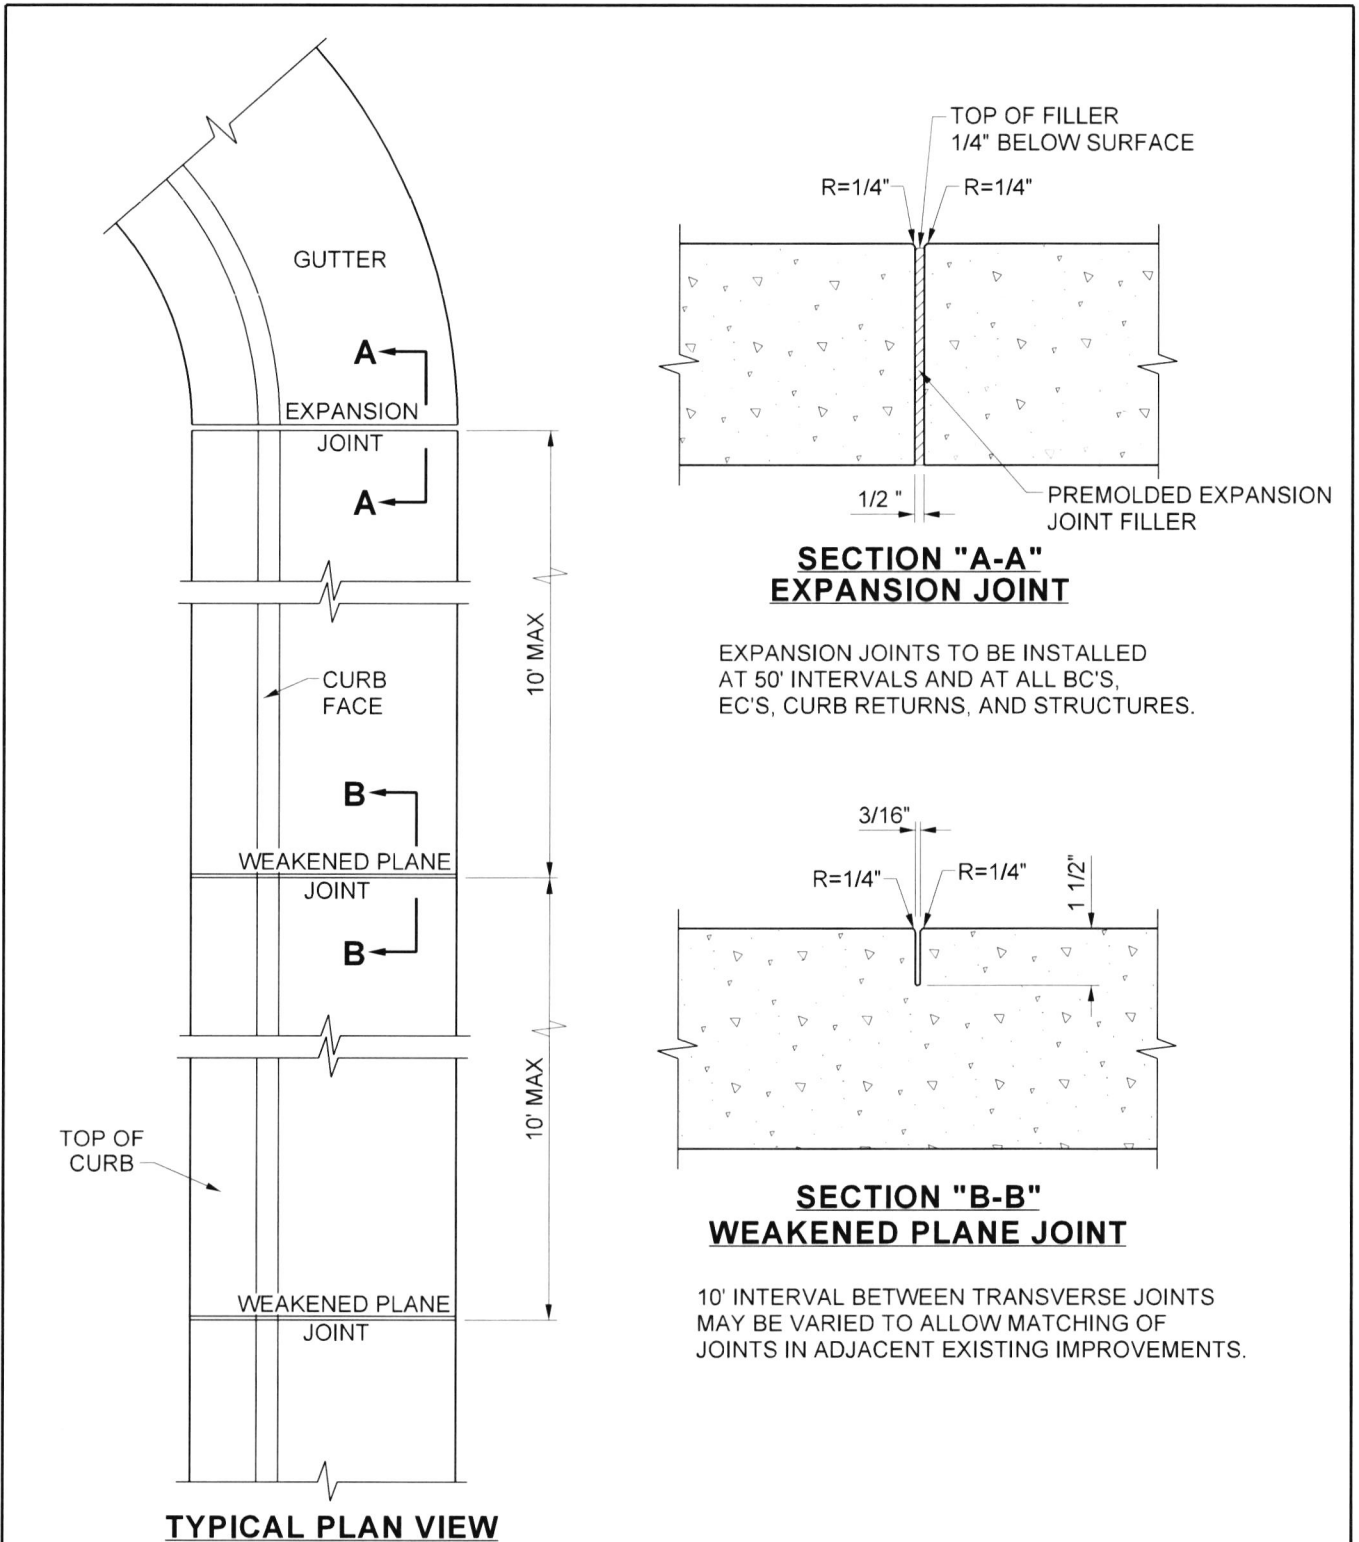 GUTTER
A
EXPANSION
JOINT
A
10' MAX
CURB
FACE
B
WEAKENED PLANE
JOINT
B
10' MAX
TOP OF
CURB
WEAKENED PLANE
JOINT
TYPICAL PLAN VIEW
TOP OF FILLER
1/4" BELOW SURFACE
R=1/4" R=1/4"
1/2 "
PREMOLDED EXPANSION
JOINT FILLER
SECTION "A-A"
EXPANSION JOINT
EXPANSION JOINTS TO BE INSTALLED
AT 50' INTERVALS AND AT ALL BC'S,
EC'S, CURB RETURNS, AND STRUCTURES.
3/16"
R=1/4" R=1/4"
1 1/2"
SECTION "B-B"
WEAKENED PLANE JOINT
10' INTERVAL BETWEEN TRANSVERSE JOINTS
MAY BE VARIED TO ALLOW MATCHING OF
JOINTS IN ADJACENT EXISTING IMPROVEMENTS.